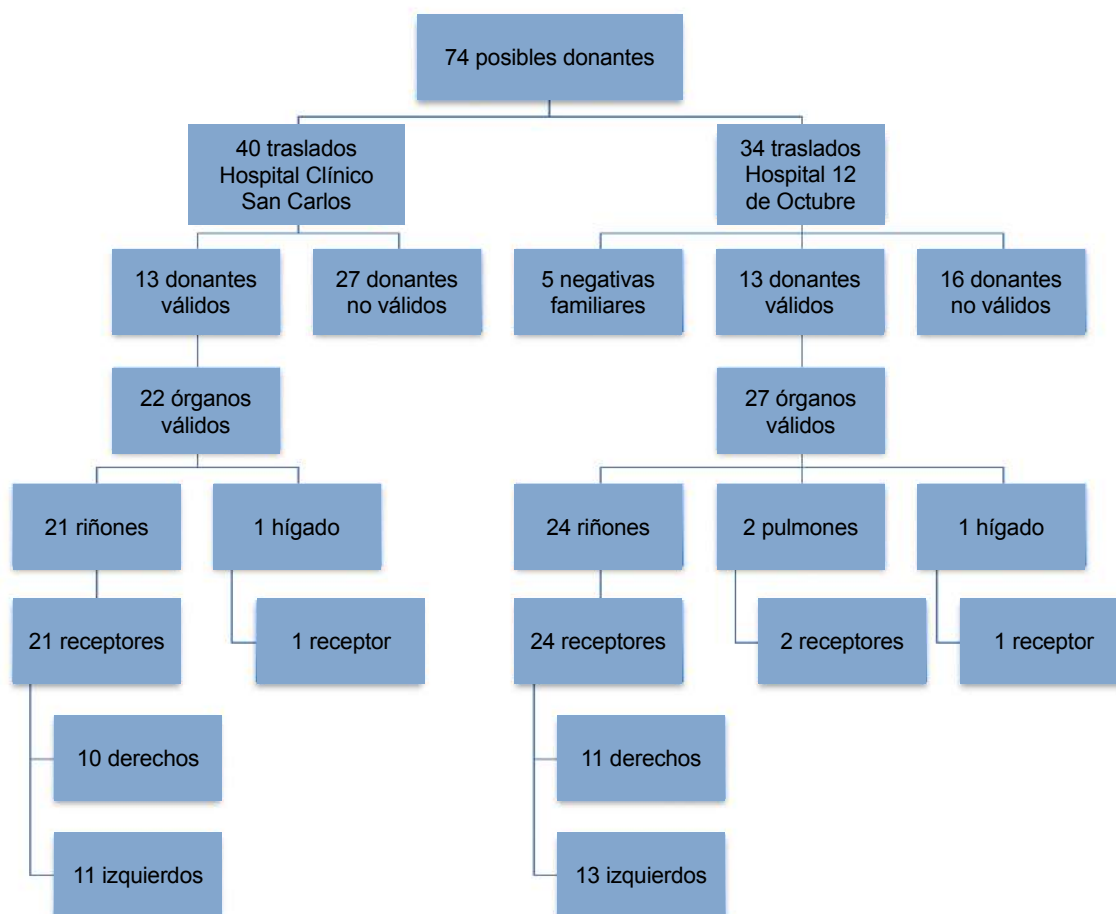 74 posibles donantes
40 traslados
Hospital Clínico
San Carlos
34 traslados
Hospital 12
de Octubre
13 donantes
válidos
27 donantes
no válidos
5 negativas
familiares
13 donantes
válidos
16 donantes
no válidos
22 órganos
válidos
27 órganos
válidos
21 riñones
1 hígado
24 riñones
2 pulmones
1 hígado
21 receptores
1 receptor
24 receptores
2 receptores
1 receptor
10 derechos
11 derechos
11 izquierdos
13 izquierdos